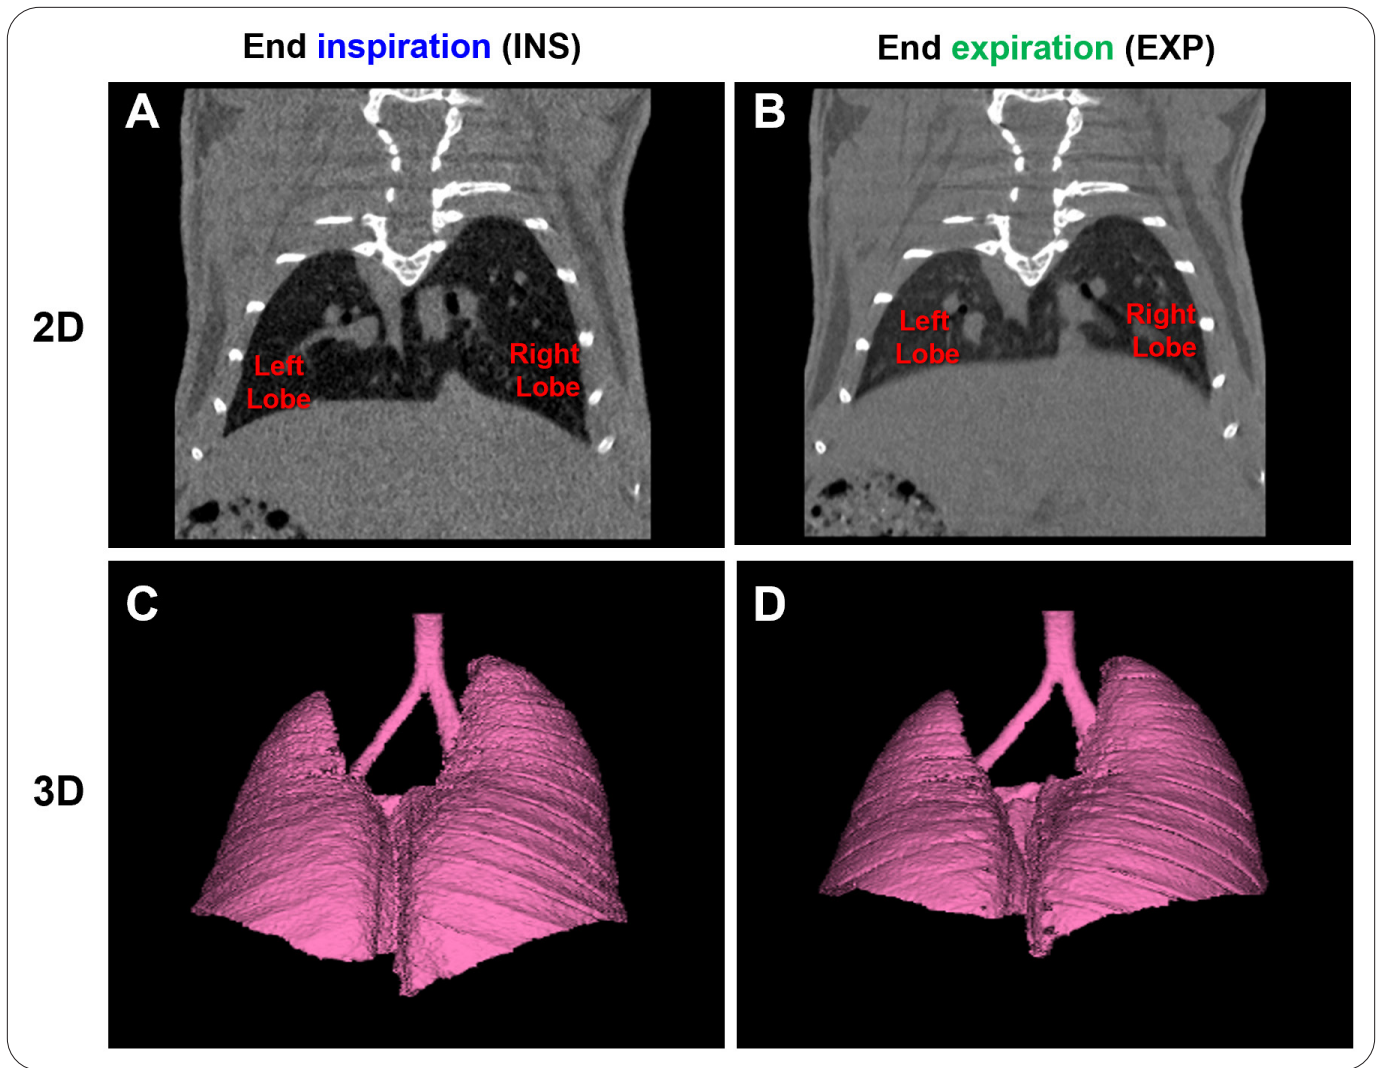 End inspiration (INS)
End expiration (EXP)
2D
A
Left
Lobe
Right
Lobe
B
Left
Lobe
Right
Lobe
3D
C
D